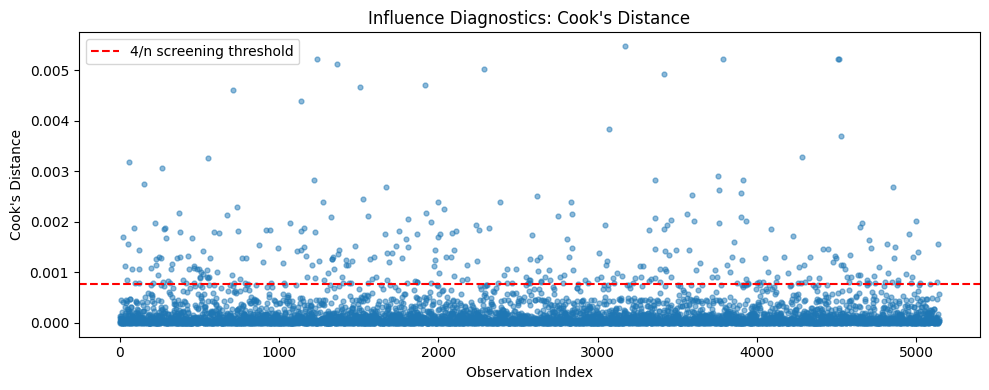 Influence Diagnostics: Cook's Distance
4/n screening threshold
Cook's Distance
0.005
0.004
0.003
0.002
0.001
0.000
0 1000 2000 3000 4000 5000
Observation Index